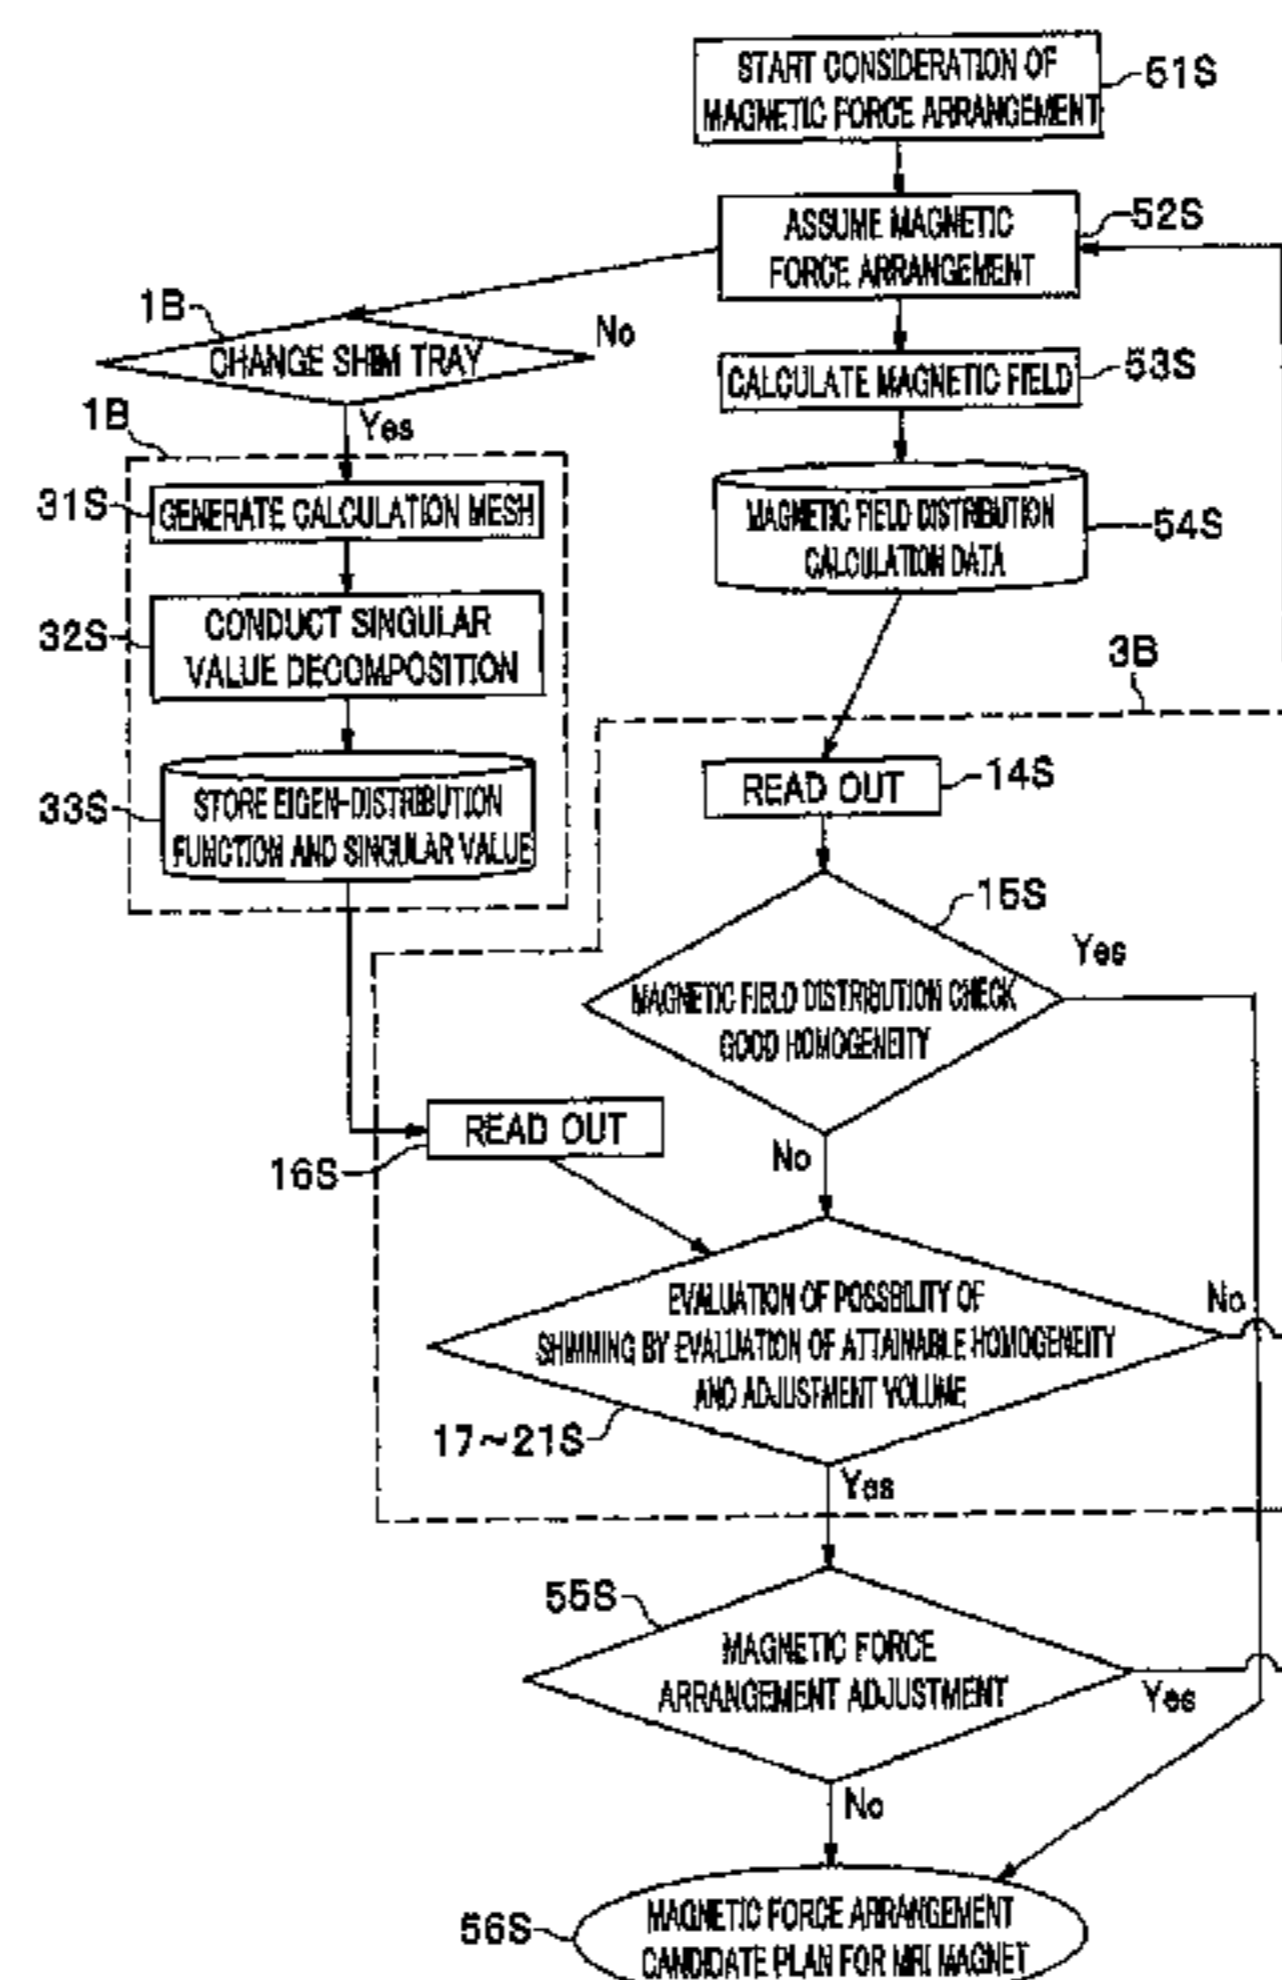 START CONSIDERATION OF
MAGNETIC FORCE ARRANGEMENT
51S
ASSUME MAGNETIC
FORCE ARRANGEMENT
52S
1B
CHANGE SHIM TRAY
No
Yes
CALCULATE MAGNETIC FIELD
53S
1B
31S
GENERATE CALCULATION MESH
MAGNETIC FIELD DISTRIBUTION
CALCULATION DATA
54S
32S
CONDUCT SINGULAR
VALUE DECOMPOSITION
3B
33S
STORE EIGEN-DISTRIBUTION
FUNCTION AND SINGULAR VALUE
READ OUT
14S
15S
Yes
MAGNETIC FIELD DISTRIBUTION CHECK
GOOD HOMOGENEITY
No
READ OUT
16S
EVALUATION OF POSSBILITY OF
SHIMMING BY EVALUATION OF ATTAINABLE HOMOGENEITY
AND ADJUSTMENT VOLUME
No
17~21S
Yes
55S
MAGNETIC FORCE
ARRANGEMENT ADJUSTMENT
Yes
No
56S
MAGNETIC FORCE ARRANGEMENT
CANDIDATE PLAN FOR MRI MAGNET